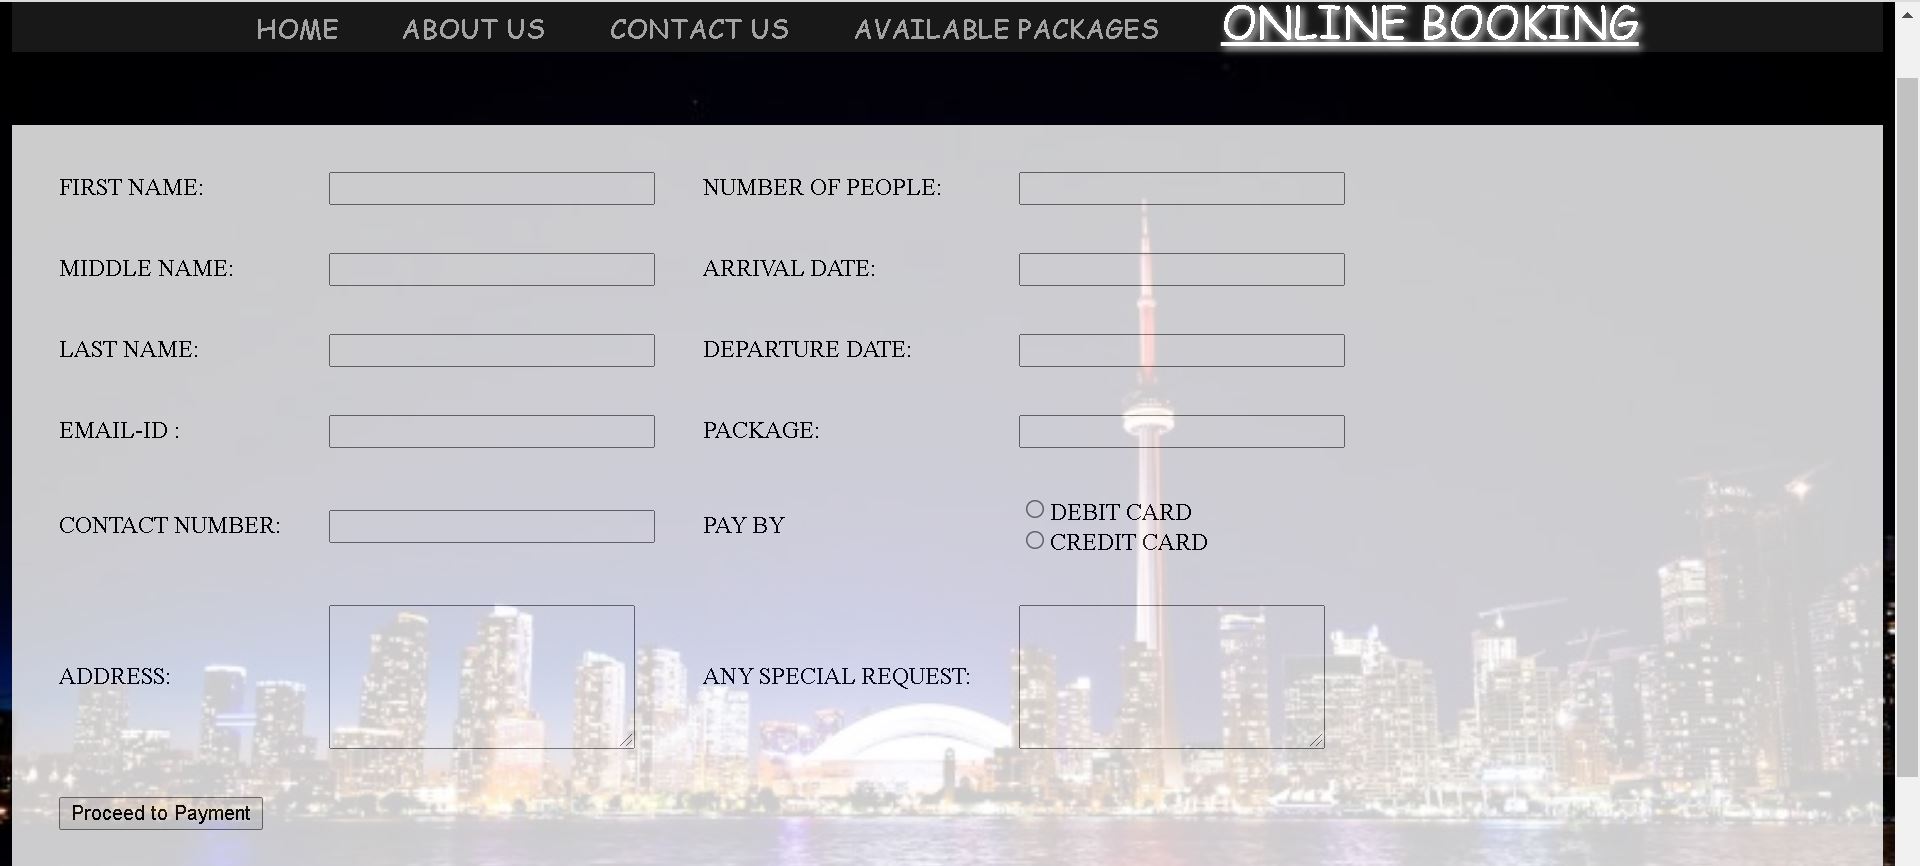 HOME ABOUT US CONTACT US AVAILABLE PACKAGES ONLINE BOOKING
FIRST NAME: NUMBER OF PEOPLE:
MIDDLE NAME: ARRIVAL DATE:
LAST NAME: DEPARTURE DATE:
EMAIL-ID : PACKAGE:
CONTACT NUMBER: PAY BY
DEBIT CARD
CREDIT CARD
ADDRESS: ANY SPECIAL REQUEST:
Proceed to Payment